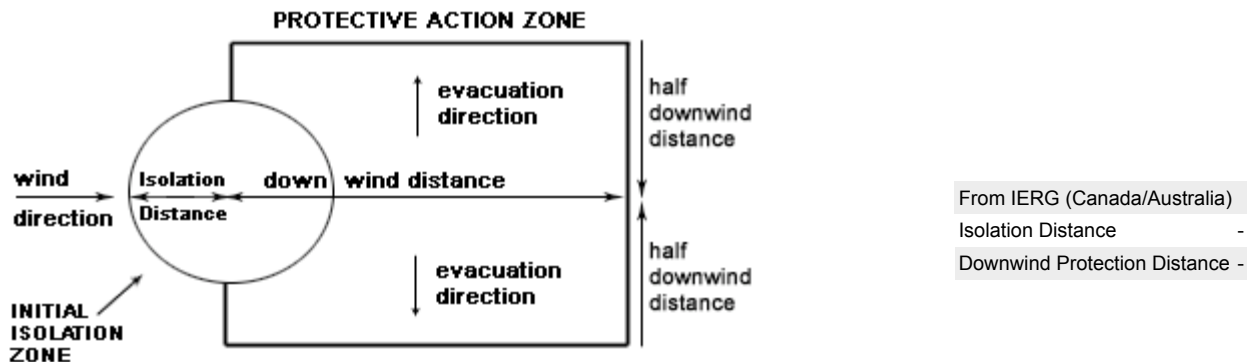 PROTECTIVE ACTION ZONE
evacuation
direction
half
downwind
distance
wind
direction
Isolation
Distance
down wind distance
evacuation
direction
half
downwind
distance
INITIAL
ISOLATION
ZONE
From IERG (Canada/Australia)
Isolation Distance -
Downwind Protection Distance -